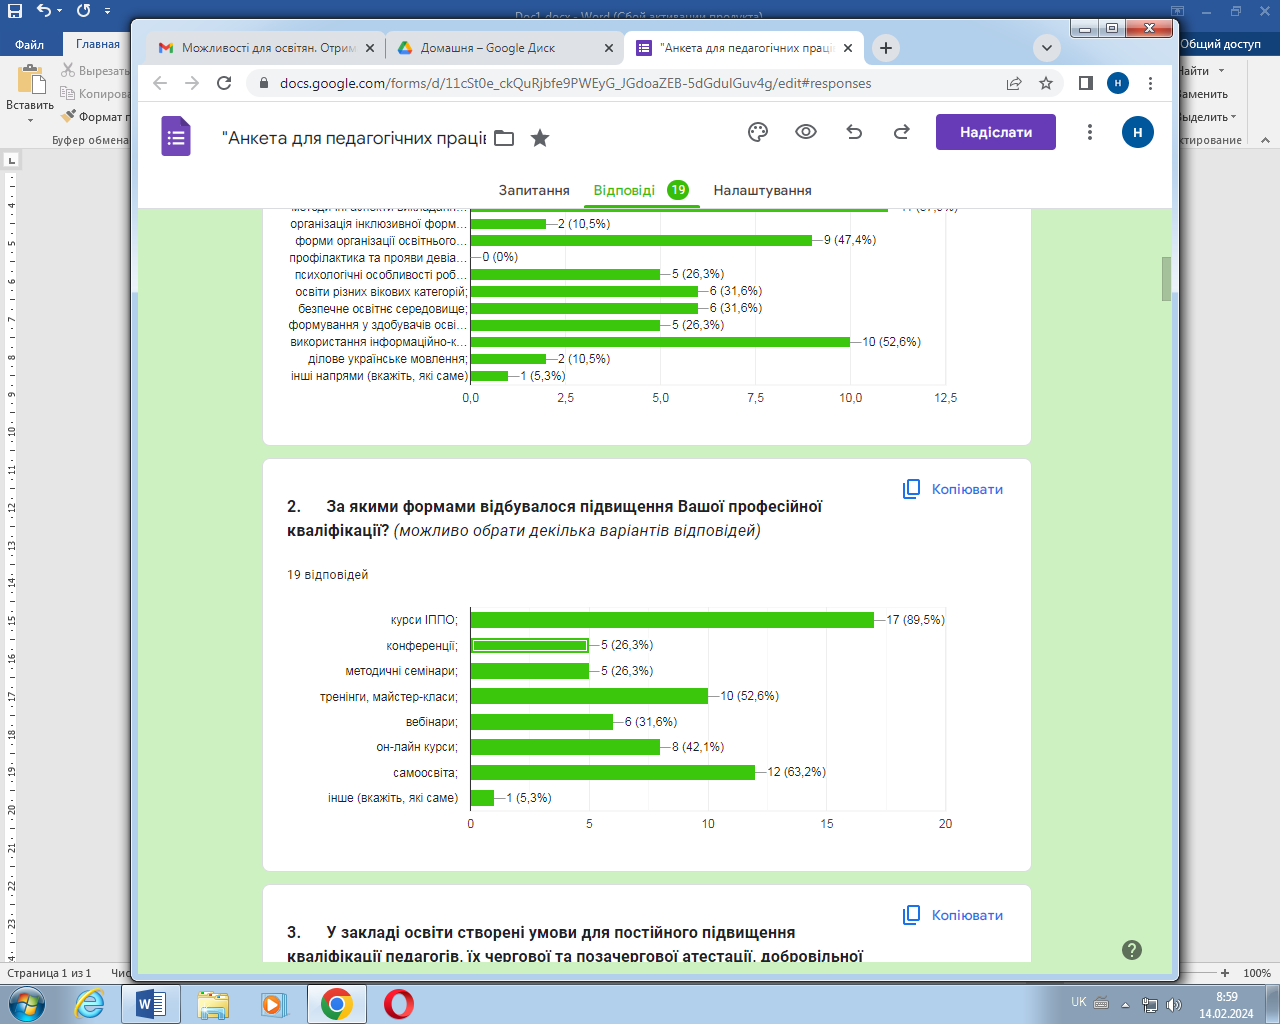 Doc1.docx - Word (Сбой активации продукта)
Файл
Главная
Общий доступ
Вырезать
Вставить
Формат п
Буфер обмена
Найти
Заменить
Выделить
Можливості для освітян. Отрим
Домашня – Google Диск
"Анкета для педагогічних праці
docs.google.com/forms/d/11cSt0e_ckQuRjbfe9PWEyG_JGdoaZEB-5dGdulGuv4g/edit#responses
"Анкета для педагогічних праців
Надіслати
Н
Запитання
Відповіді 19
Налаштування
організація інклюзивної форм... 2 (10,5%)
форми організації освітнього... 9 (47,4%)
профілактика та прояви девіа... 0 (0%)
психологічні особливості роб... 5 (26,3%)
освіти різних вікових категорій; 6 (31,6%)
безпечне освітнє середовище; 6 (31,6%)
формування у здобувачів осві... 5 (26,3%)
використання інформаційно-к... 10 (52,6%)
ділове українське мовлення; 2 (10,5%)
інші напрями (вкажіть, які саме) 1 (5,3%)
0,0 2,5 5,0 7,5 10,0 12,5
Копіювати
2. За якими формами відбувалося підвищення Вашої професійної
кваліфікації? (можливо обрати декілька варіантів відповідей)
19 відповідей
курси ІППО; 17 (89,5%)
конференції; 5 (26,3%)
методичні семінари; 5 (26,3%)
тренінги, майстер-класи; 10 (52,6%)
вебінари; 6 (31,6%)
он-лайн курси; 8 (42,1%)
самоосвіта; 12 (63,2%)
інше (вкажіть, які саме) 1 (5,3%)
0 5 10 15 20
Копіювати
3. У закладі освіти створені умови для постійного підвищення
кваліфікації педагогів, їх чергової та позачергової атестації, добровільної
Страница 1 из 1
100%
UK
8:59
14.02.2024